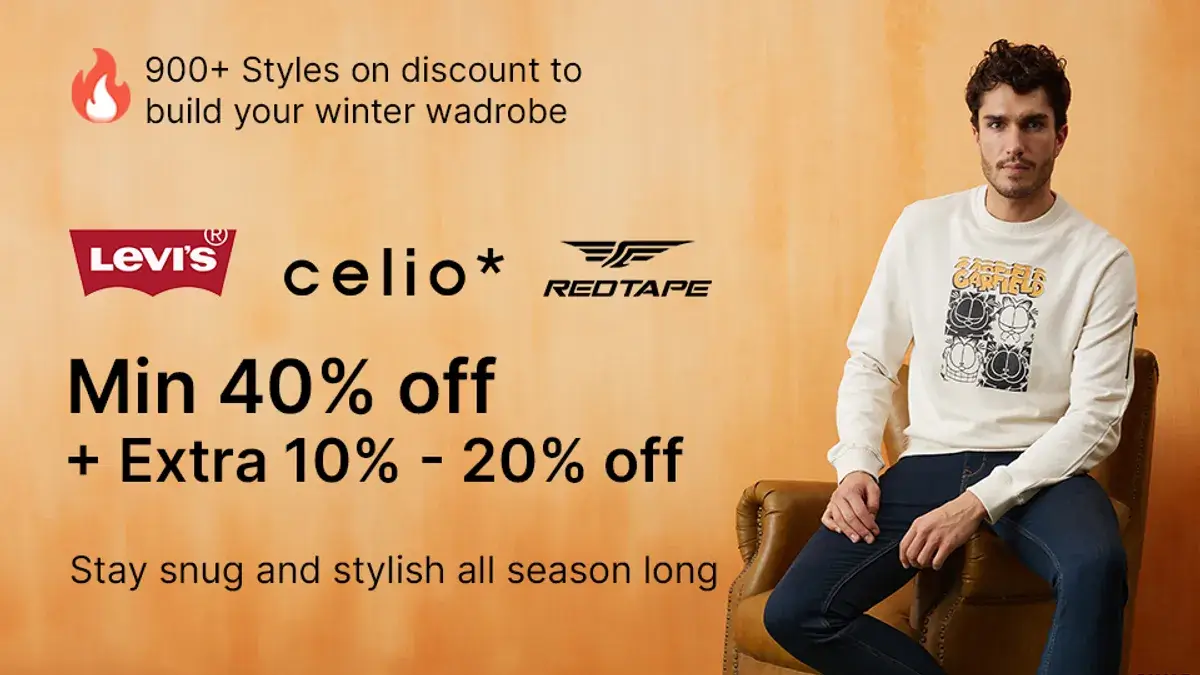 900+ Styles on discount to
build your winter wadrobe
LEVI'S®
celio*
REDTAPE
Min 40% off
+ Extra 10% - 20% off
Stay snug and stylish all season long
GARFIELD
GARFIELD